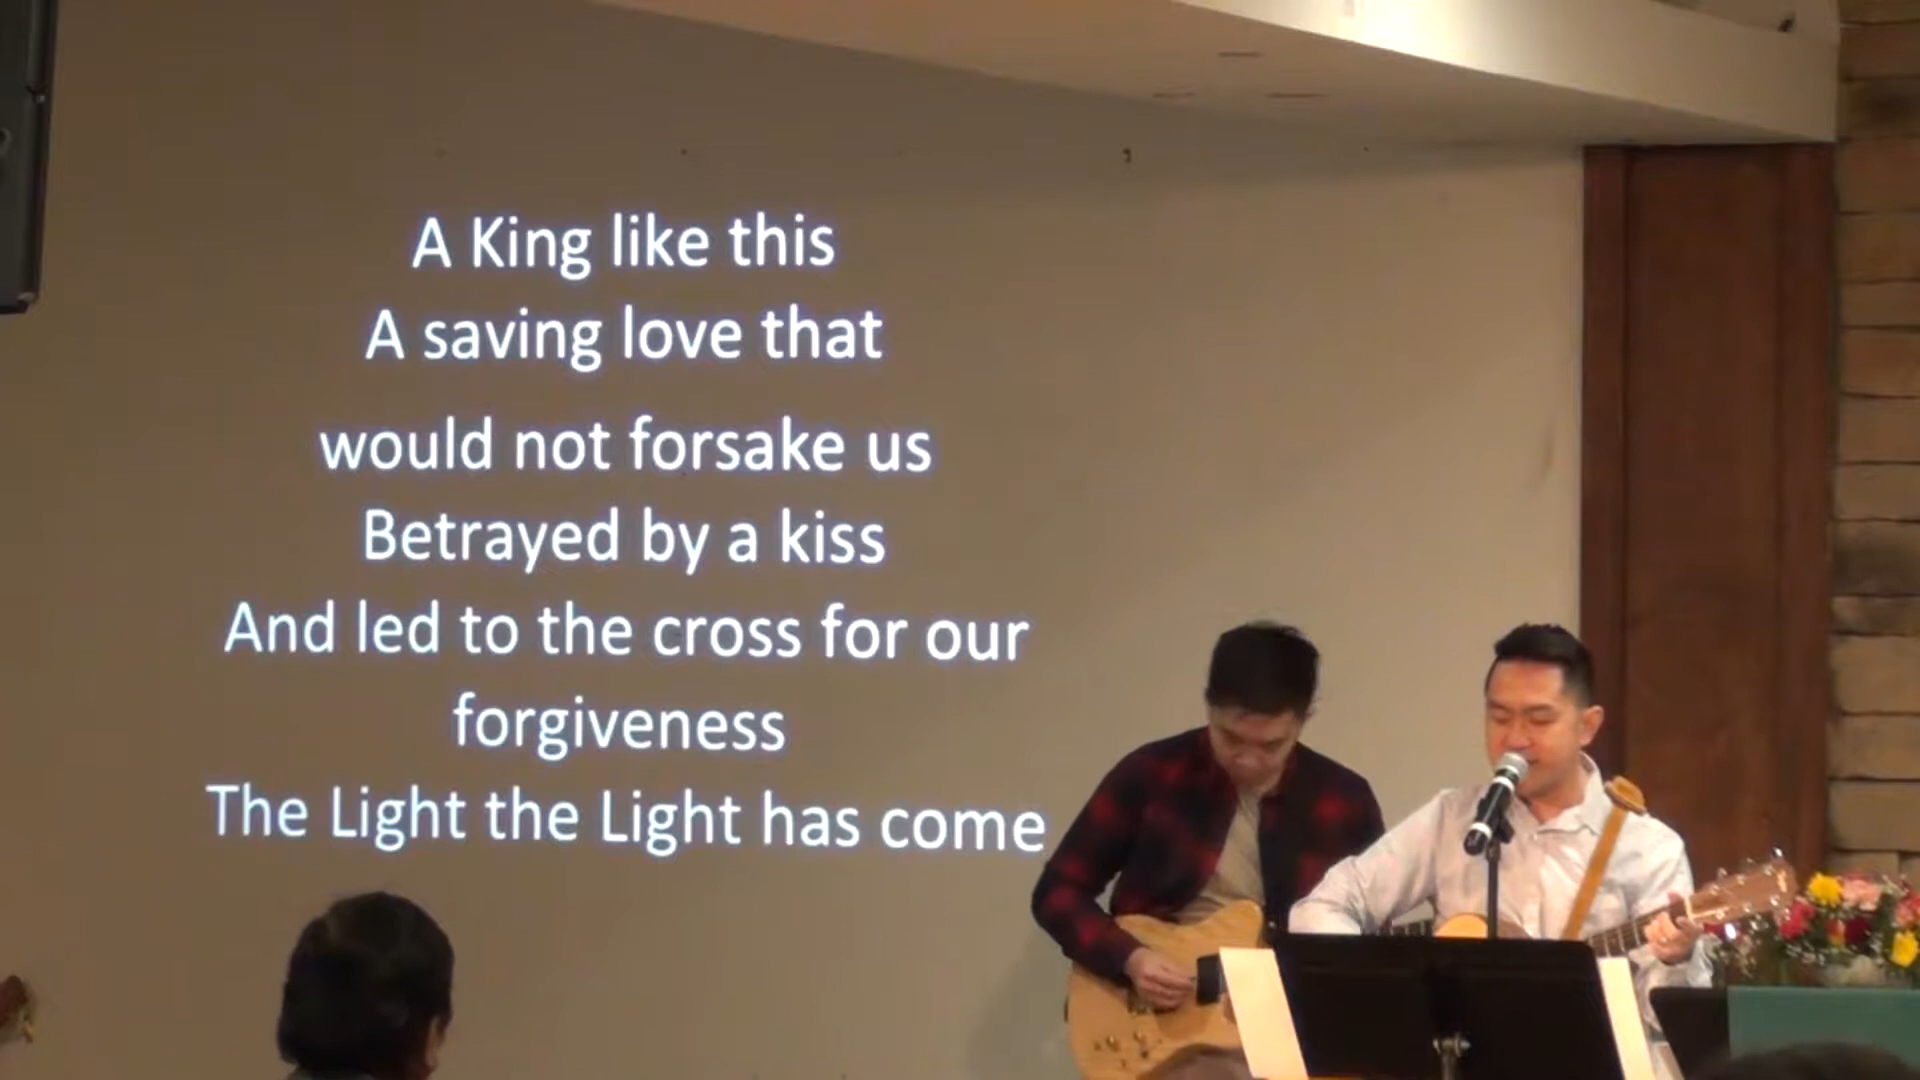 A King like this
A saving love that
would not forsake us
Betrayed by a kiss
And led to the cross for our
forgiveness
The Light the Light has come